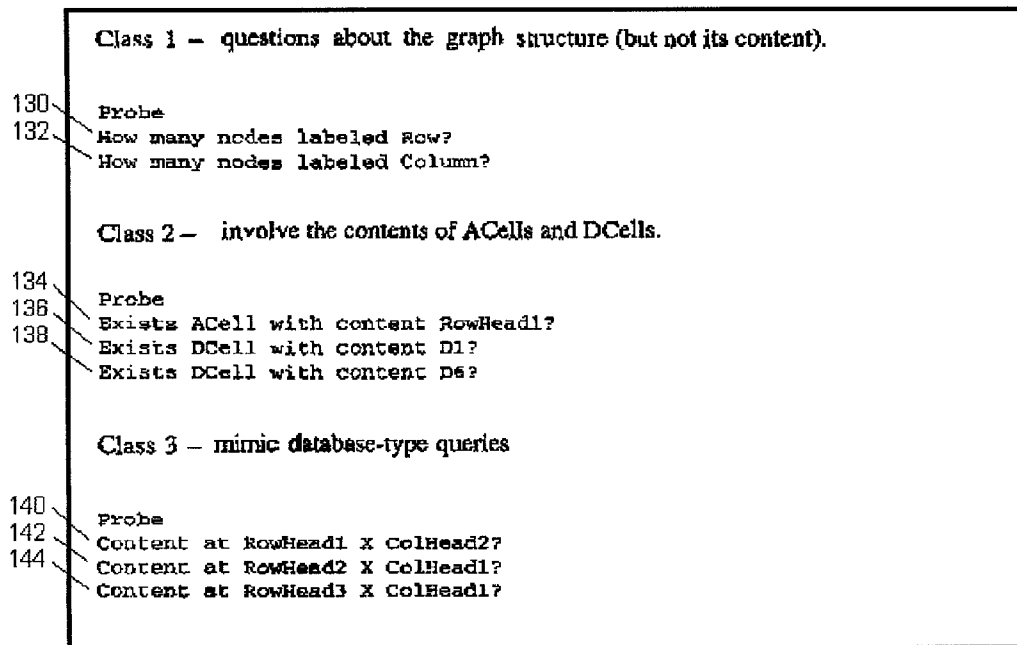 Class 1 – questions about the graph structure (but not its content).
Probe
130 How many nodes labeled Row?
132 How many nodes labeled Column?
Class 2 – involve the contents of ACells and DCells.
Probe
134 Exists ACell with content RowHead1?
136 Exists DCell with content D1?
138 Exists DCell with content D6?
Class 3 – mimic database-type queries
Probe
140 Content at RowHead1 X ColHead2?
142 Content at RowHead2 X ColHead1?
144 Content at RowHead3 X ColHead1?